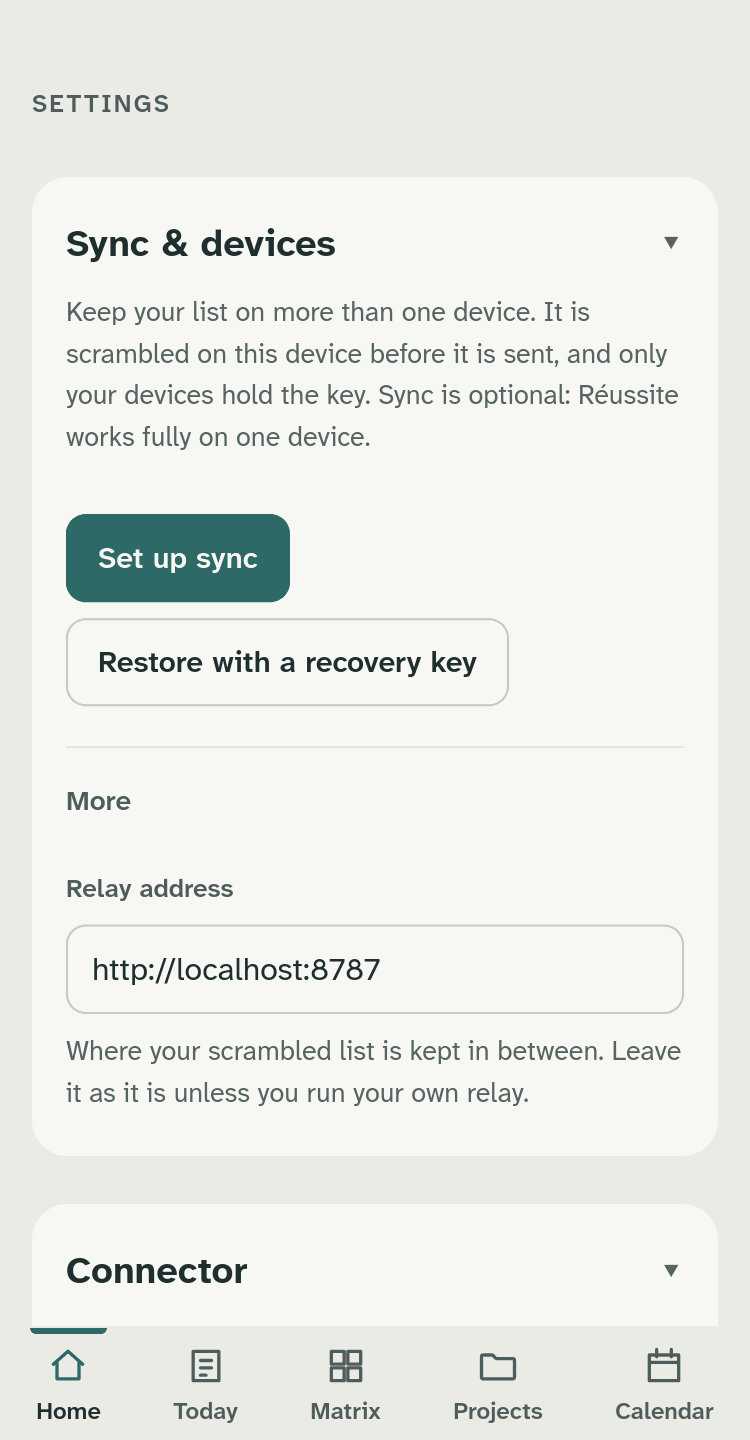 SETTINGS
Sync & devices
Keep your list on more than one device. It is
scrambled on this device before it is sent, and only
your devices hold the key. Sync is optional: Réussite
works fully on one device.
Set up sync
Restore with a recovery key
More
Relay address
http://localhost:8787
Where your scrambled list is kept in between. Leave
it as it is unless you run your own relay.
Connector
Home
Today
Matrix
Projects
Calendar